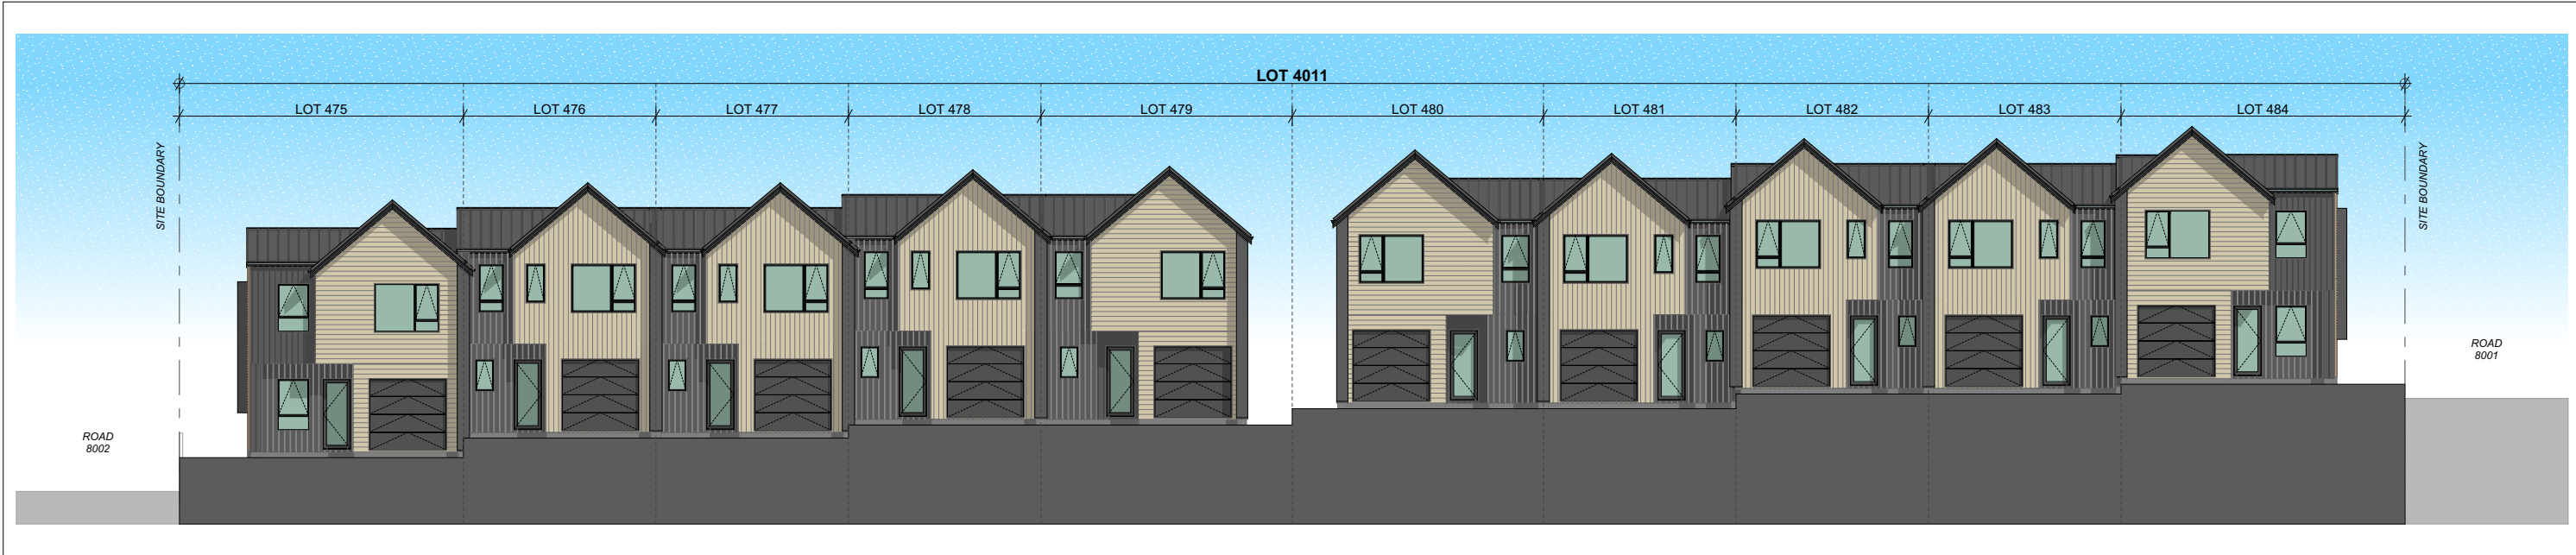 LOT 4011
LOT 475
LOT 476
LOT 477
LOT 478
LOT 479
LOT 480
LOT 481
LOT 482
LOT 483
LOT 484
SITE BOUNDARY
SITE BOUNDARY
ROAD
8002
ROAD
8001